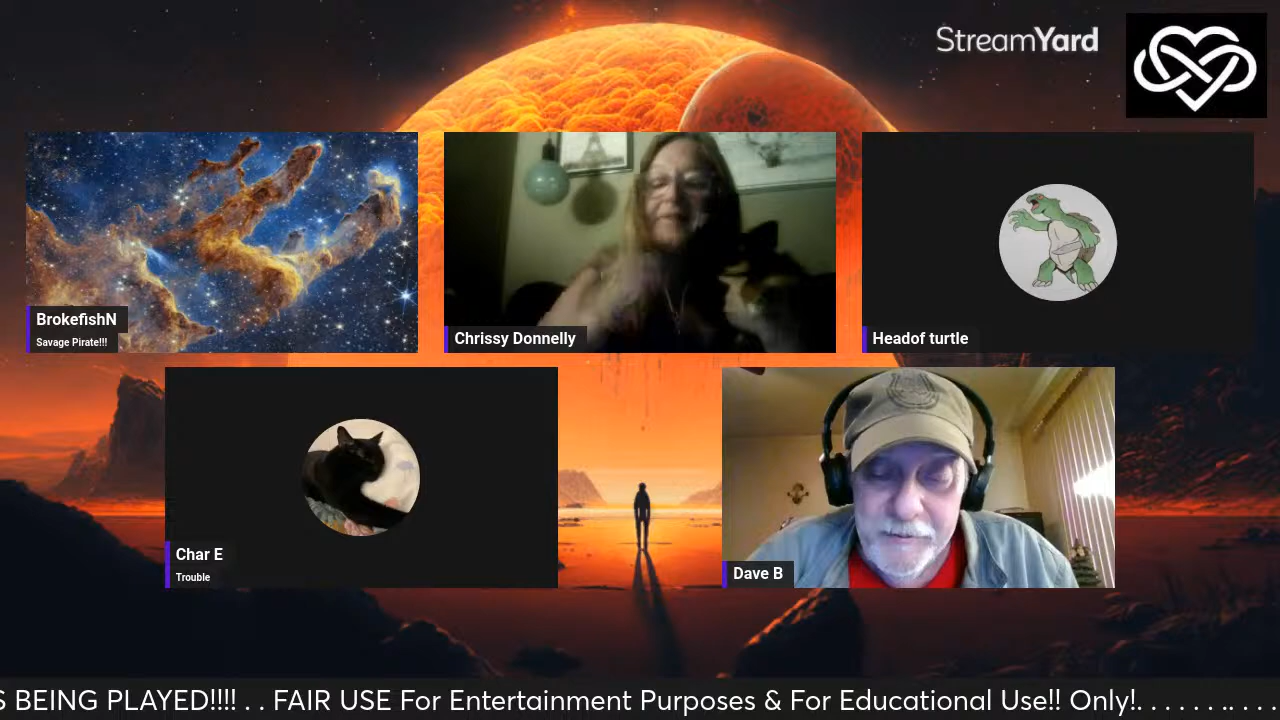 StreamYard
BrokefishN
Savage Pirate!!!
Chrissy Donnelly
Headof turtle
Char E
Trouble
Dave B
S BEING PLAYED!!!! . . FAIR USE For Entertainment Purposes & For Educational Use!! Only!. . . . . . .. . . . .